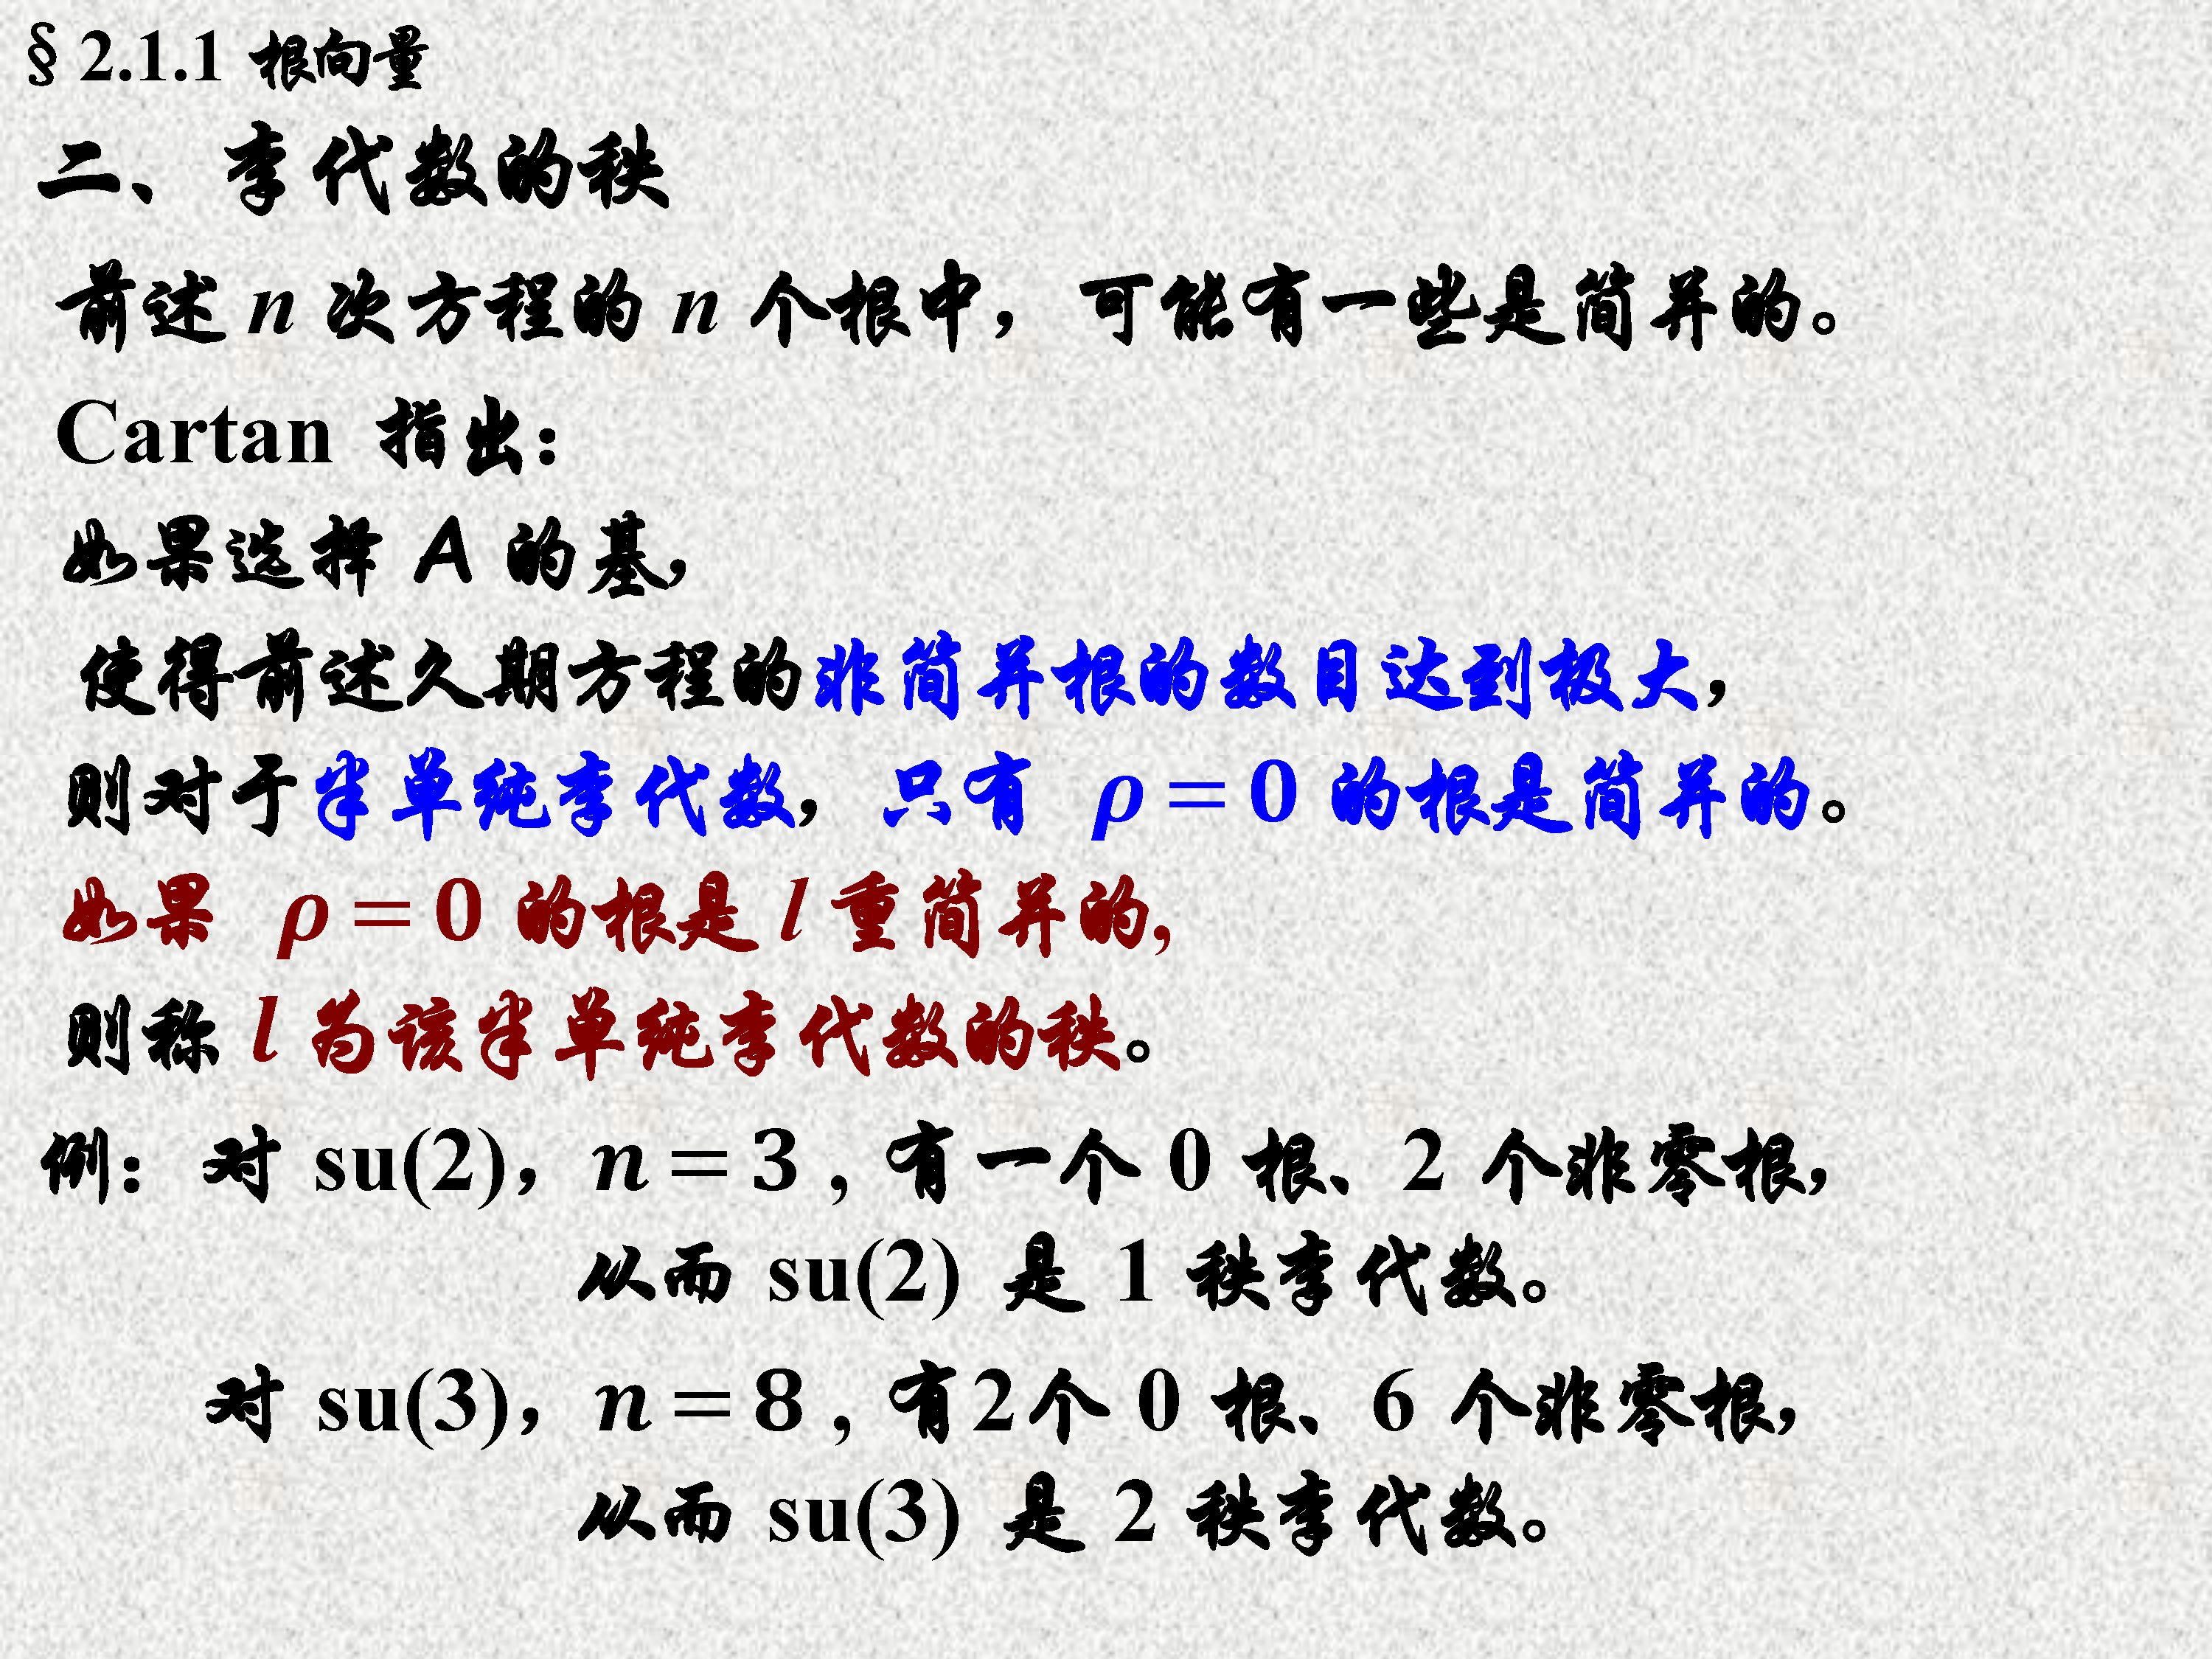 § 2.1.1 根向量
二、李代数的秩
前述 n 次方程的 n 个根中，可能有一些是简并的。
Cartan 指出：
如果选择 A 的基，
使得前述久期方程的非简并根的数目达到极大，
则对于半单纯李代数，只有 ρ = 0 的根是简并的。
如果 ρ = 0 的根是 l 重简并的,
则称 l 为该半单纯李代数的秩。
例：对 su(2)，n = 3 , 有一个 0 根、2 个非零根，
从而 su(2) 是 1 秩李代数。
对 su(3)，n = 8 , 有2个 0 根、6 个非零根，
从而 su(3) 是 2 秩李代数。